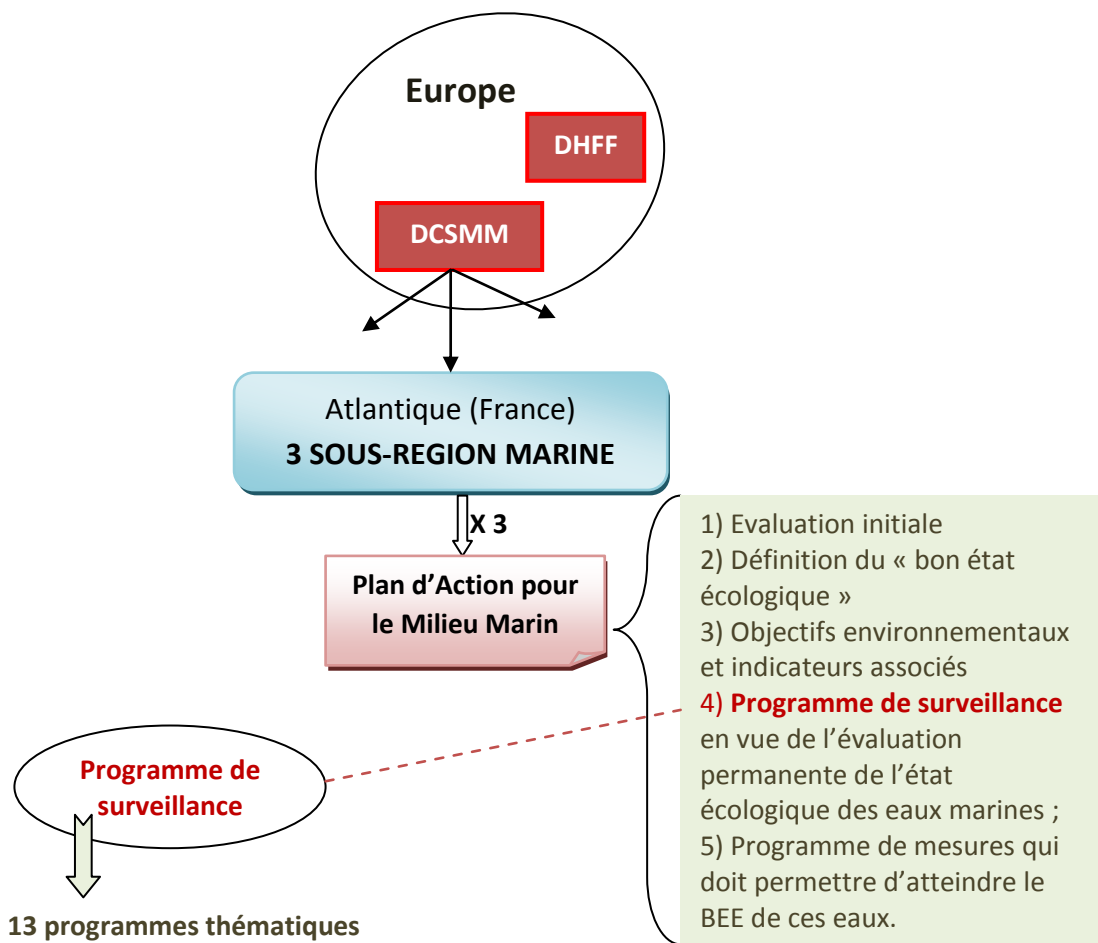 Europe
DHFF
DCSMM
Atlantique (France)
3 SOUS-REGION MARINE
X 3
Plan d’Action pour
le Milieu Marin
1) Evaluation initiale
2) Définition du « bon état
écologique »
3) Objectifs environnementaux
et indicateurs associés
4) Programme de surveillance
en vue de l’évaluation
permanente de l’état
écologique des eaux marines ;
5) Programme de mesures qui
doit permettre d’atteindre le
BEE de ces eaux.
Programme de
surveillance
13 programmes thématiques